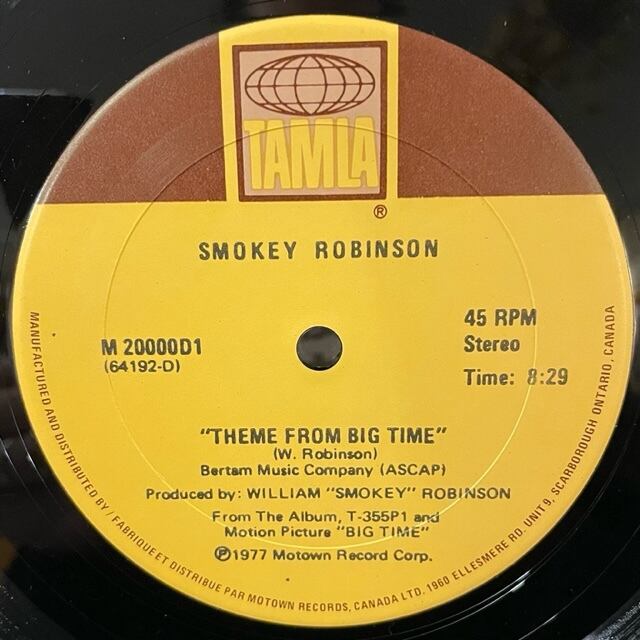 TAMLA
®
SMOKEY ROBINSON
M 20000D1
(64192-D)
45 RPM
Stereo
Time: 8:29
"THEME FROM BIG TIME"
(W. Robinson)
Bertam Music Company (ASCAP)
Produced by: WILLIAM "SMOKEY" ROBINSON
From The Album, T-355P1 and
Motion Picture "BIG TIME"
℗1977 Motown Record Corp.
MANUFACTURED AND DISTRIBUTED BY / FABRIQUE ET DISTRIBUE PAR MOTOWN RECORDS, CANADA LTD. 1960 ELLESMERE RD. UNIT 9, SCARBOROUGH ONTARIO, CANADA